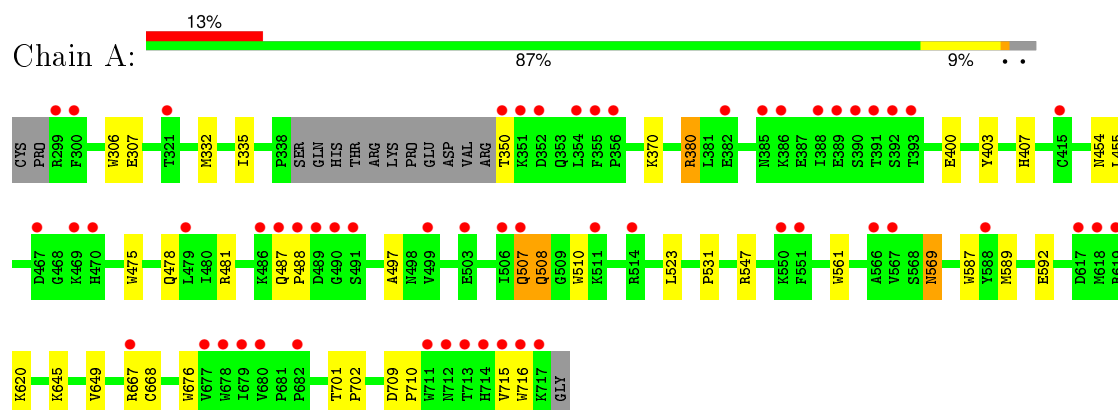 13%
Chain A: 87% 9% • •
CYS PRO R299 F300 W306 E307 T321 M332 I335 P338 SER GLN HIS THR ARG LYS PRO GLU ASP VAL ARG T350 K351 D352 Q353 L354 F355 P356 K370 R380 L381 E382 N385 K386 E387 I388 E389 S390 T391 S392 T393 E400 Y403 H407 C415 N454 L455
D467 G468 K469 H470 W475 Q478 L479 I480 R481 K486 Q487 P488 D489 G490 S491 A497 N498 V499 E503 I506 Q507 Q508 G509 W510 K511 R514 L523 P531 R547 K550 F551 W561 A566 V567 S568 N569 W587 Y588 M589 E592 D617 M618 R619
K620 K645 V649 R667 C668 W676 V677 W678 I679 V680 P681 P682 T701 P702 D709 P710 W711 N712 T713 H714 V715 W716 K717 GLY